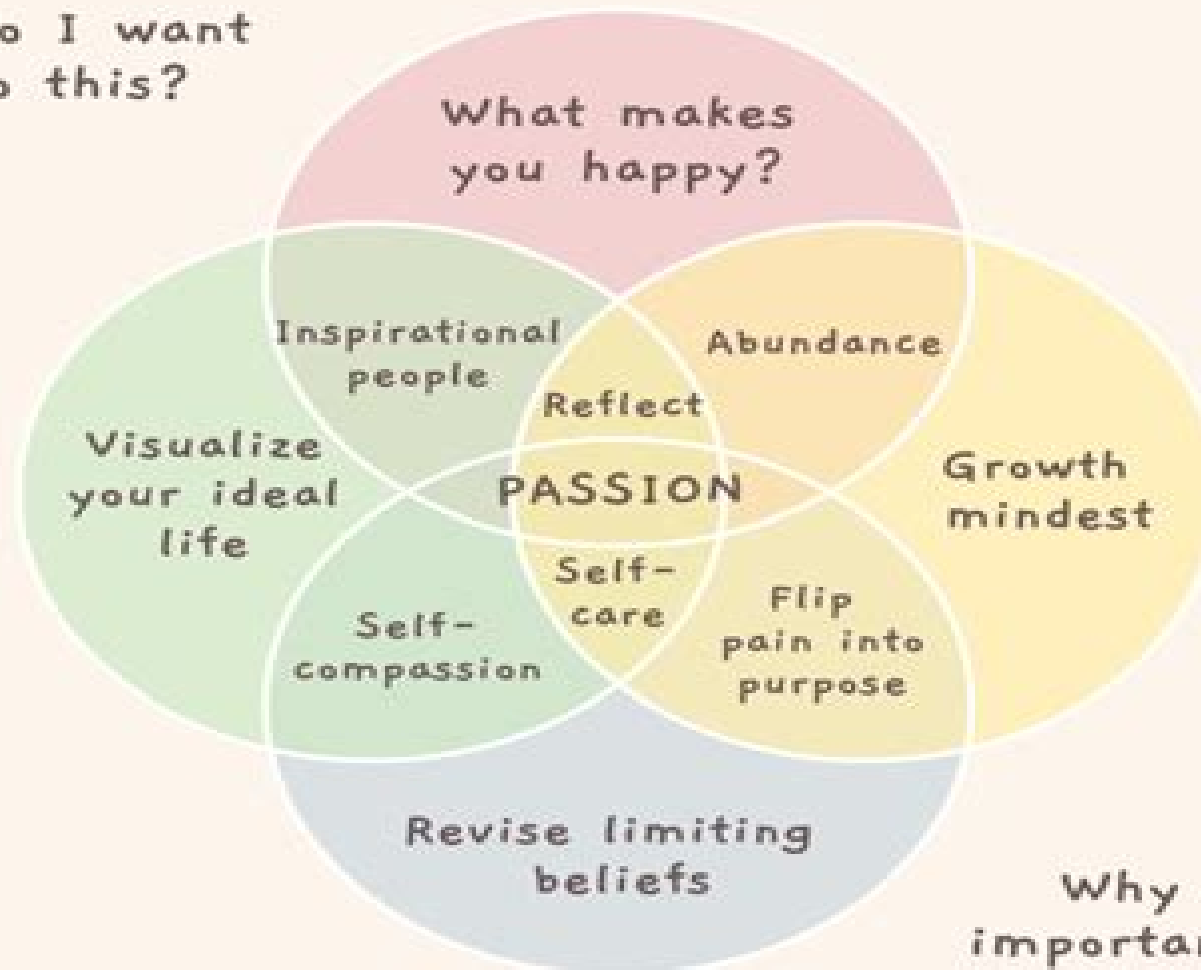 o I want
o this?
What makes
you happy?
Inspirational
people
Abundance
Reflect
Visualize
your ideal
life
PASSION
Growth
mindest
Self-
care
Self-
compassion
Flip
pain into
purpose
Revise limiting
beliefs
Why
importa